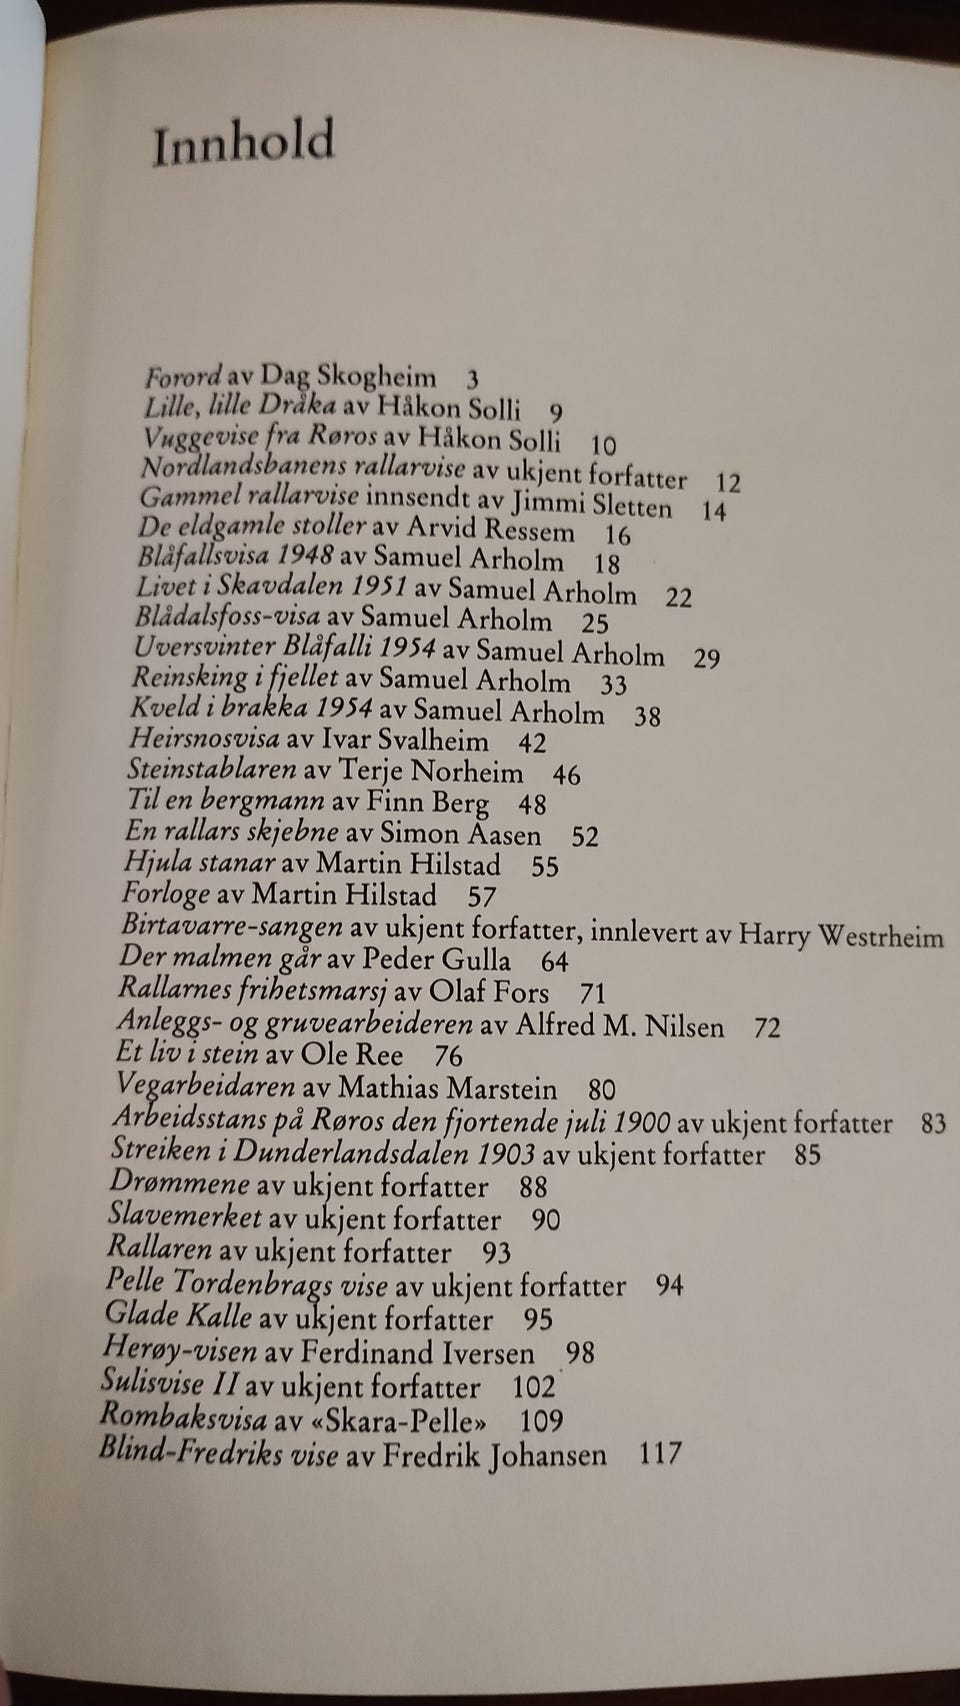 Innhold
Forord av Dag Skogheim 3
Lille, lille Dråka av Håkon Solli 9
Vuggevise fra Røros av Håkon Solli 10
Nordlandsbanens rallarvise av ukjent forfatter 12
Gammel rallarvise innsendt av Jimmi Sletten 14
De eldgamle stoller av Arvid Ressem 16
Blåfallsvisa 1948 av Samuel Arholm 18
Livet i Skavdalen 1951 av Samuel Arholm 22
Blådalsfoss-visa av Samuel Arholm 25
Uversvinter Blåfalli 1954 av Samuel Arholm 29
Reinsking i fjellet av Samuel Arholm 33
Kveld i brakka 1954 av Samuel Arholm 38
Heirsnosvisa av Ivar Svalheim 42
Steinstablaren av Terje Norheim 46
Til en bergmann av Finn Berg 48
En rallars skjebne av Simon Aasen 52
Hjula stanar av Martin Hilstad 55
Forloge av Martin Hilstad 57
Birtavarre-sangen av ukjent forfatter, innlevert av Harry Westrheim
Der malmen går av Peder Gulla 64
Rallarnes frihetsmarsj av Olaf Fors 71
Anleggs- og gruvearbeideren av Alfred M. Nilsen 72
Et liv i stein av Ole Ree 76
Vegarbeidaren av Mathias Marstein 80
Arbeidsstans på Røros den fjortende juli 1900 av ukjent forfatter 83
Streiken i Dunderlandsdalen 1903 av ukjent forfatter 85
Drømmene av ukjent forfatter 88
Slavemerket av ukjent forfatter 90
Rallaren av ukjent forfatter 93
Pelle Tordenbrags vise av ukjent forfatter 94
Glade Kalle av ukjent forfatter 95
Herøy-visen av Ferdinand Iversen 98
Sulisvise II av ukjent forfatter 102
Rombaksvisa av «Skara-Pelle» 109
Blind-Fredriks vise av Fredrik Johansen 117